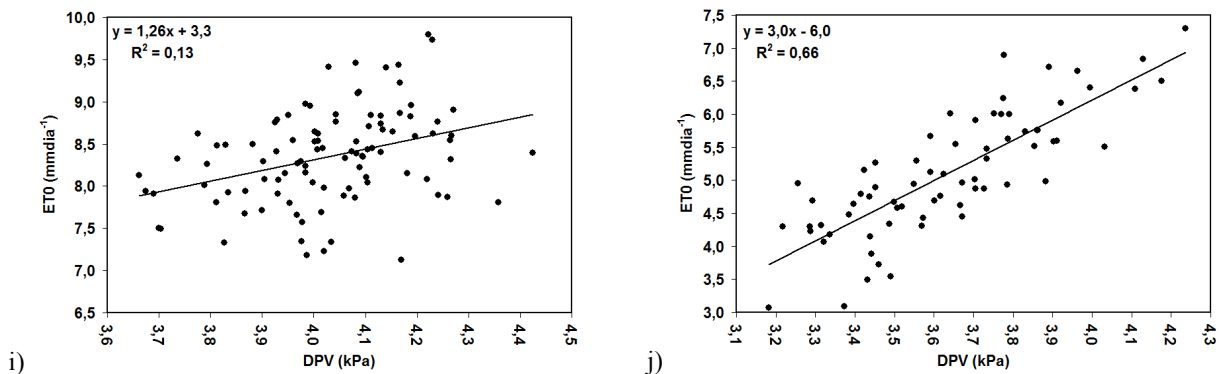 y = 1,26x + 3,3
R² = 0,13
ET0 (mmdia⁻¹)
10,0
9,5
9,0
8,5
8,0
7,5
7,0
6,5
3,6 3,7 3,8 3,9 4,0 4,1 4,2 4,3 4,4 4,5
DPV (kPa)
i)
y = 3,0x - 6,0
R² = 0,66
ET0 (mmdia⁻¹)
7,5
7,0
6,5
6,0
5,5
5,0
4,5
4,0
3,5
3,0
3,1 3,2 3,3 3,4 3,5 3,6 3,7 3,8 3,9 4,0 4,1 4,2 4,3
DPV (kPa)
j)